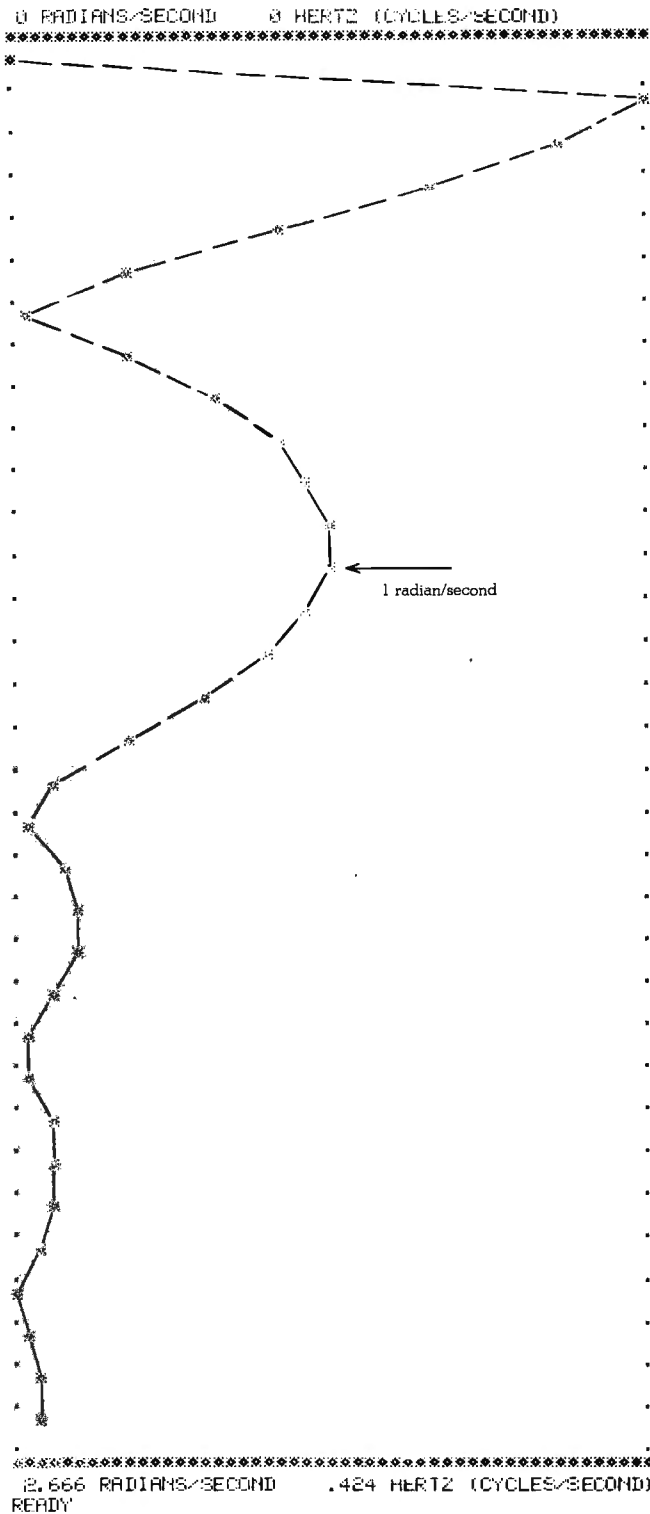 0 RADIANS/SECOND 0 HERTZ (CYCLES/SECOND)
1 radian/second
2.666 RADIANS/SECOND .424 HERTZ (CYCLES/SECOND)
READY